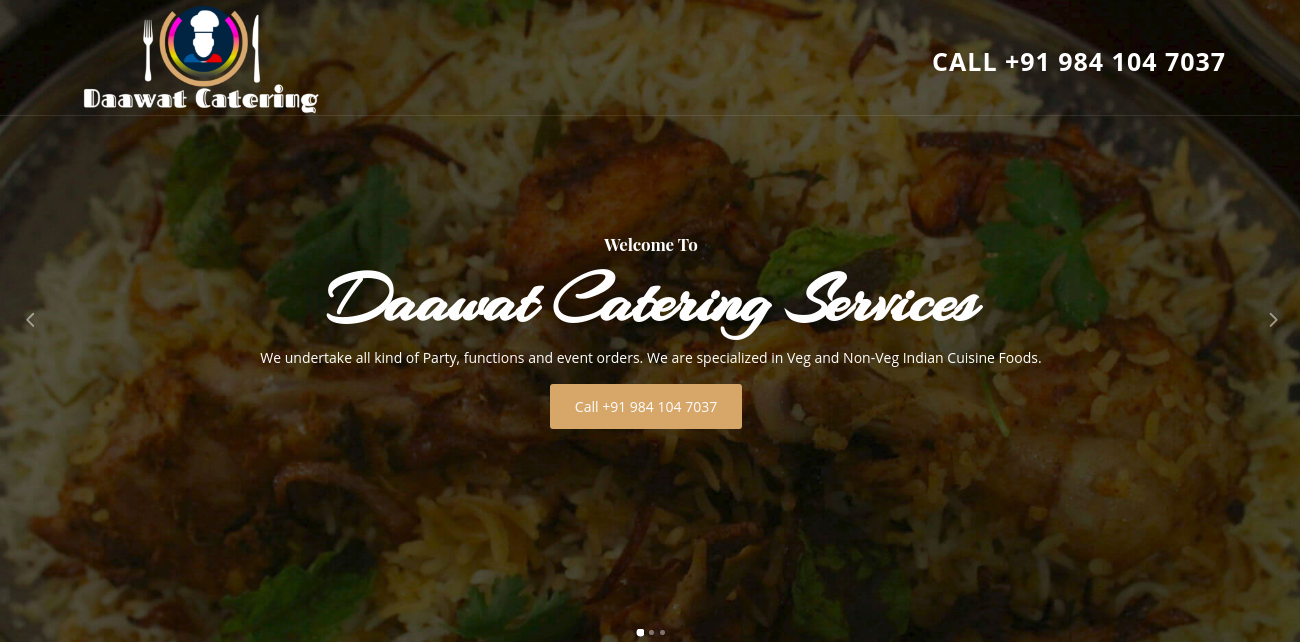 Daawat Catering
CALL +91 984 104 7037
Welcome To
Daawat Catering Services
We undertake all kind of Party, functions and event orders. We are specialized in Veg and Non-Veg Indian Cuisine Foods.
Call +91 984 104 7037